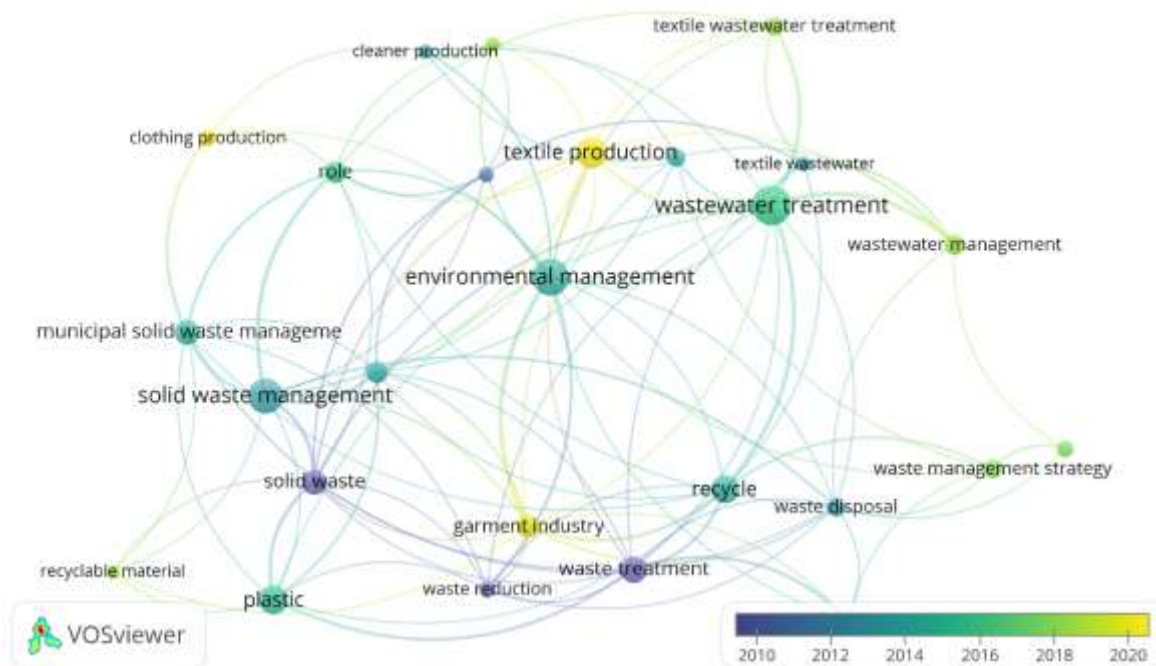 textile wastewater treatment
cleaner production
clothing production
textile production
role
textile wastewater
wastewater treatment
wastewater management
environmental management
municipal solid waste manageme
solid waste management
solid waste
recycle
waste management strategy
waste disposal
garment industry
recyclable material
waste treatment
waste reduction
plastic
VOSviewer
2010 2012 2014 2016 2018 2020